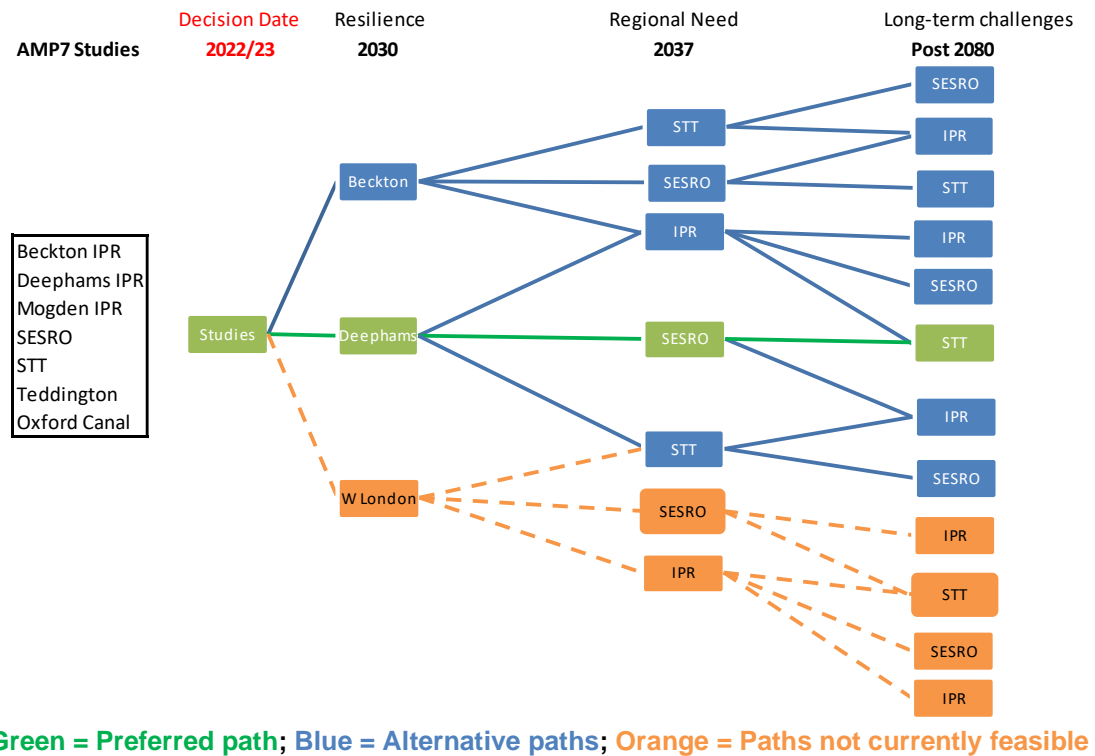 Decision Date
Resilience
Regional Need
Long-term challenges
AMP7 Studies
2022/23
2030
2037
Post 2080
Beckton IPR
Deephams IPR
Mogden IPR
SESRO
STT
Teddington
Oxford Canal
Studies
Beckton
Deephams
W London
STT
SESRO
IPR
SESRO
STT
SESRO
IPR
SESRO
IPR
STT
IPR
SESRO
STT
IPR
SESRO
IPR
STT
SESRO
IPR
Green = Preferred path; Blue = Alternative paths; Orange = Paths not currently feasible